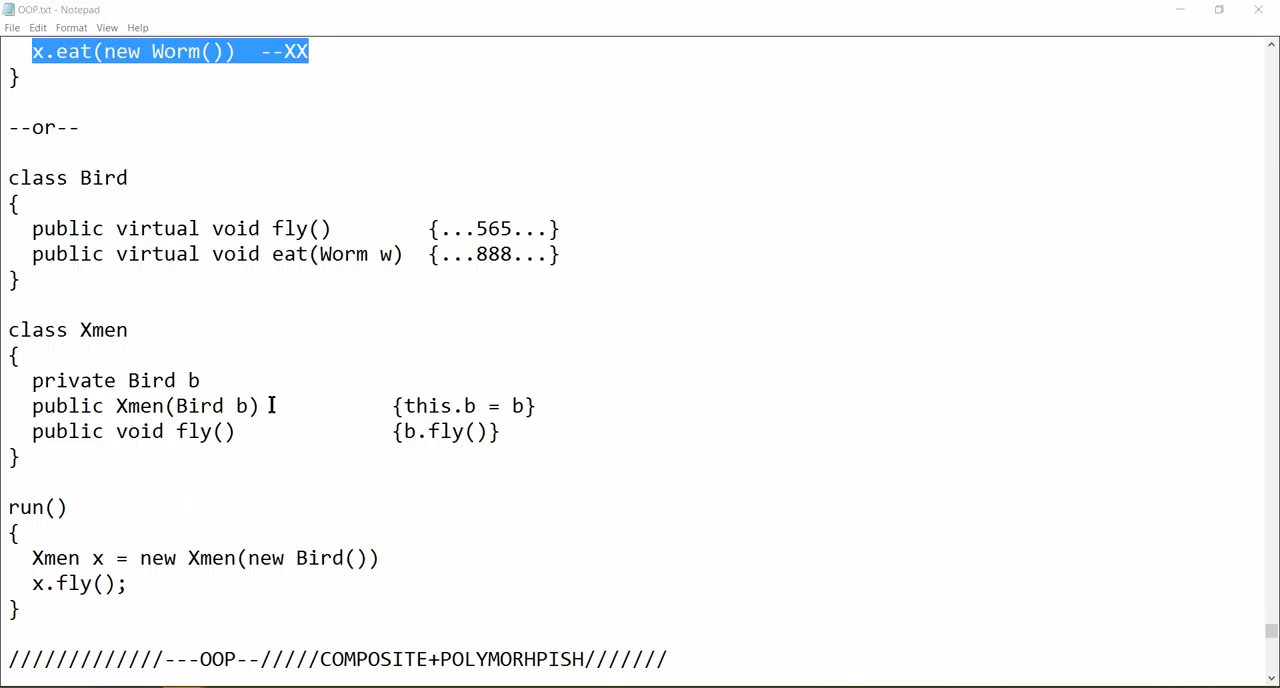 OOP.txt - Notepad
File Edit Format View Help
x.eat(new Worm())  --XX
}
--or--
class Bird
{
public virtual void fly() {...565...}
public virtual void eat(Worm w) {...888...}
}
class Xmen
{
private Bird b
public Xmen(Bird b) {this.b = b}
public void fly() {b.fly()}
}
run()
{
Xmen x = new Xmen(new Bird())
x.fly();
}
/////////////---OOP--/////COMPOSITE+POLYMORHPISH///////